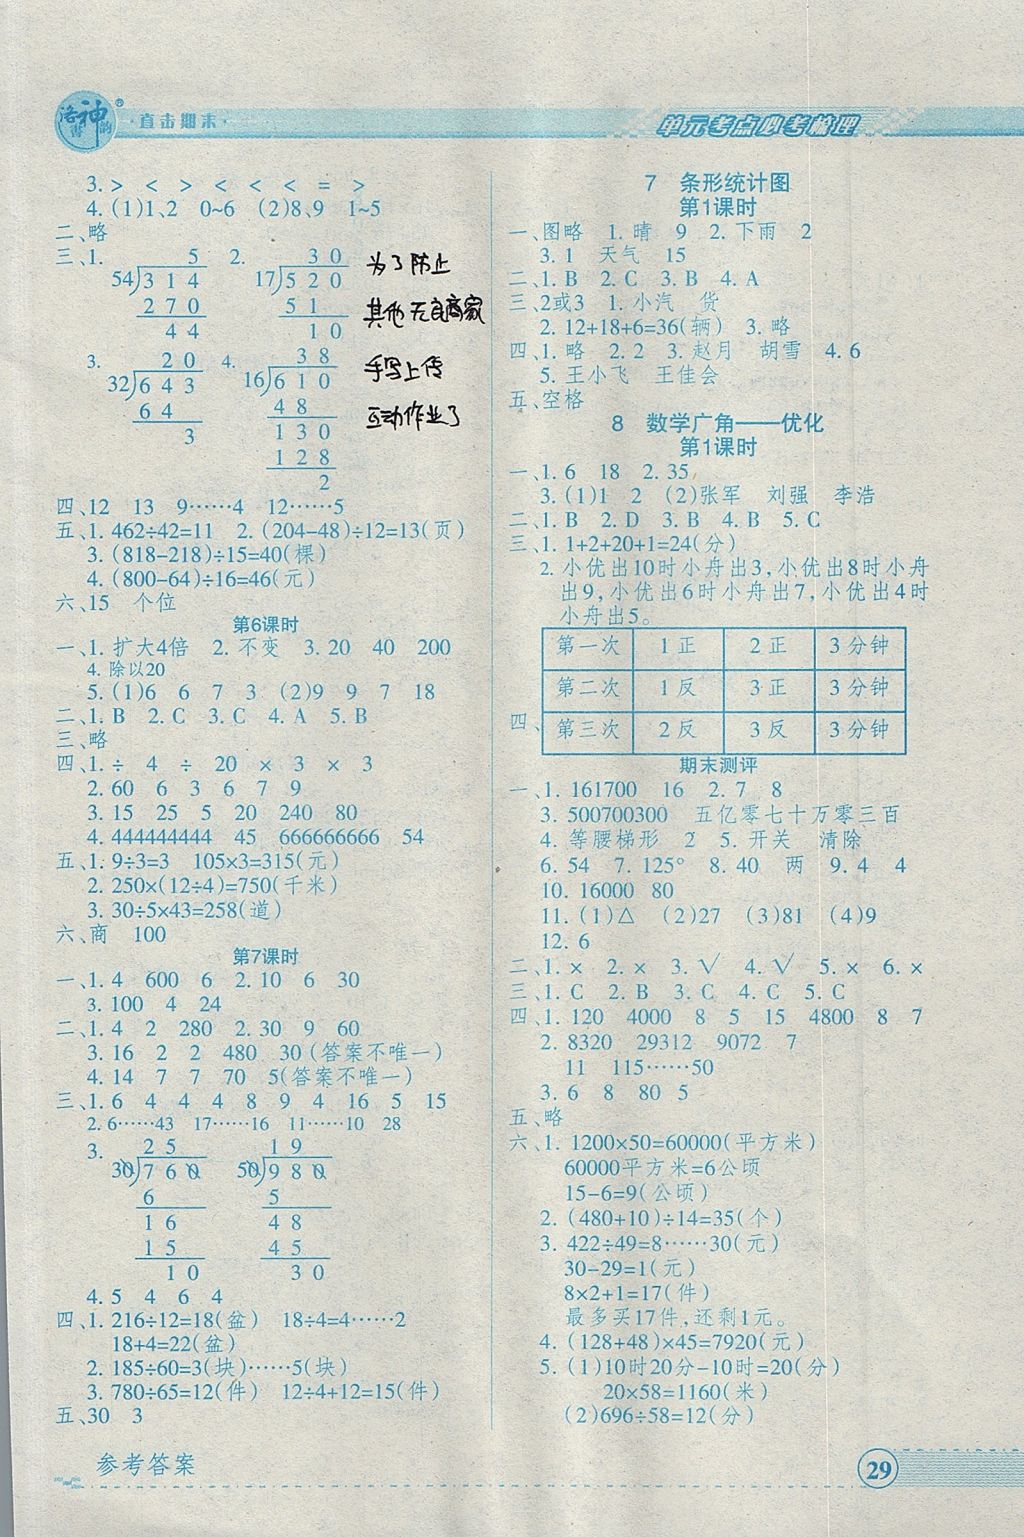 洛书神韵®
·直击期末·
单元考点必考梳理
3. > < > < < < = >
4. (1)1、2 0~6 (2)8、9 1~5
二、略
三、1.
5
54)314
270
44
2.
30
17)520
51
10
3.
20
32)643
64
3
4.
38
16)610
48
130
128
2
为了防止
其他无良商家
手写上传
互动作业了
四、12 13 9……4 12……5
五、1. 462÷42=11 2. (204-48)÷12=13(页)
3. (818-218)÷15=40(棵)
4. (800-64)÷16=46(元)
六、15 个位
第6课时
一、1. 扩大4倍 2. 不变 3. 20 40 200
4. 除以20
5. (1)6 6 7 3 (2)9 9 7 18
二、1. B 2. C 3. C 4. A 5. B
三、略
四、1. ÷ 4 ÷ 20 × 3 × 3
2. 60 6 3 6 7 9
3. 15 25 5 20 240 80
4. 444444444 45 666666666 54
五、1. 9÷3=3 105×3=315(元)
2. 250×(12÷4)=750(千米)
3. 30÷5×43=258(道)
六、商 100
第7课时
一、1. 4 600 6 2. 10 6 30
3. 100 4 24
二、1. 4 2 280 2. 30 9 60
3. 16 2 2 480 30(答案不唯一)
4. 14 7 7 70 5(答案不唯一)
三、1. 6 4 4 4 8 9 4 16 5 15
2. 6……43 17……16 11……10 28
3.
25
30)760
6
16
15
10
19
50)980
5
48
45
30
4. 5 4 6 4
四、1. 216÷12=18(盆) 18÷4=4……2
18+4=22(盆)
2. 185÷60=3(块)……5(块)
3. 780÷65=12(件) 12÷4+12=15(件)
五、30 3
7 条形统计图
第1课时
一、图略 1. 晴 9 2. 下雨 2
3. 1 天气 15
二、1. B 2. C 3. B 4. A
三、2或3 1. 小汽 货
2. 12+18+6=36(辆) 3. 略
四、1. 略 2. 2 3. 赵月 胡雪 4. 6
5. 王小飞 王佳会
五、空格
8 数学广角——优化
第1课时
一、1. 6 18 2. 35
3. (1)1 2 (2)张军 刘强 李浩
二、1. B 2. D 3. B 4. B 5. C
三、1. 1+2+20+1=24(分)
2. 小优出10时小舟出3,小优出8时小舟
出9,小优出6时小舟出7,小优出4时
小舟出5。
四、
第一次 1正 2正 3分钟
第二次 1反 3正 3分钟
第三次 2反 3反 3分钟
期末测评
一、1. 161700 16 2. 7 8
3. 500700300 五亿零七十万零三百
4. 等腰梯形 2 5. 开关 清除
6. 54 7. 125° 8. 40 两 9. 4 4
10. 16000 80
11. (1)△ (2)27 (3)81 (4)9
12. 6
二、1. × 2. × 3. √ 4. √ 5. × 6. ×
三、1. C 2. B 3. C 4. C 5. C
四、1. 120 4000 8 5 15 4800 8 7
2. 8320 29312 9072 7
11 115……50
3. 6 8 80 5
五、略
六、1. 1200×50=60000(平方米)
60000平方米=6公顷
15-6=9(公顷)
2. (480+10)÷14=35(个)
3. 422÷49=8……30(元)
30-29=1(元)
8×2+1=17(件)
最多买17件,还剩1元。
4. (128+48)×45=7920(元)
5. (1)10时20分-10时=20(分)
20×58=1160(米)
(2)696÷58=12(分)
参考答案
29